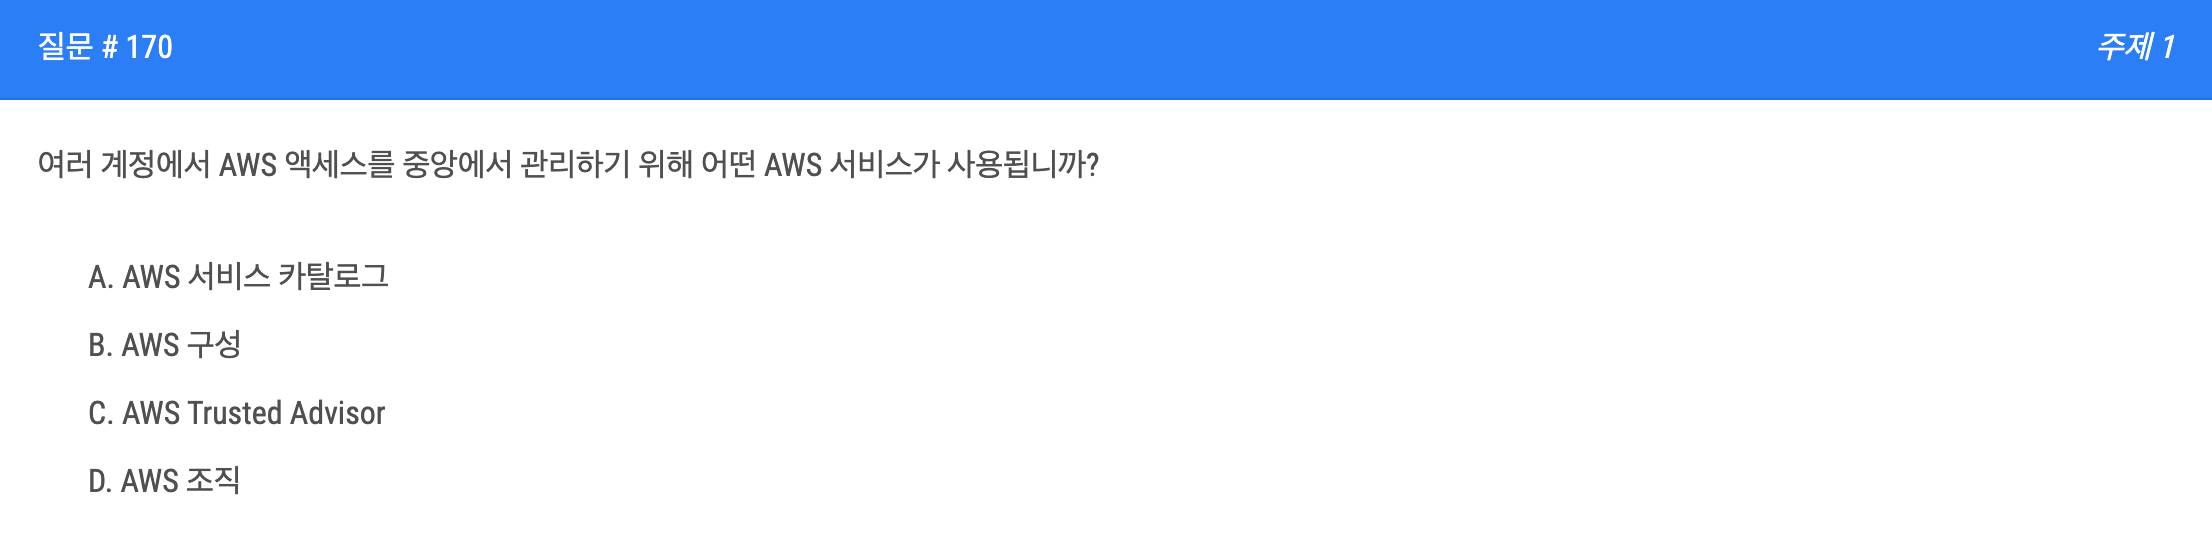 질문 # 170
주제 1
여러 계정에서 AWS 액세스를 중앙에서 관리하기 위해 어떤 AWS 서비스가 사용됩니까?
A. AWS 서비스 카탈로그
B. AWS 구성
C. AWS Trusted Advisor
D. AWS 조직